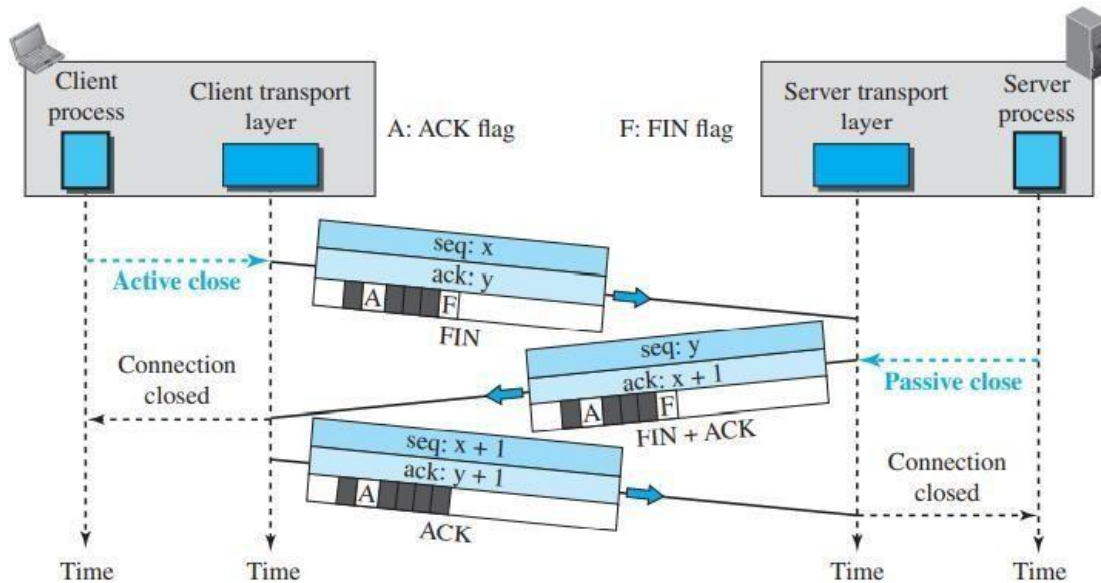 Client
process
Client transport
layer
A: ACK flag
F: FIN flag
Server transport
layer
Server
process
Active close
seq: x
ack: y
A F
FIN
seq: y
ack: x + 1
A F
FIN + ACK
Passive close
Connection
closed
seq: x + 1
ack: y + 1
A
ACK
Connection
closed
Time
Time
Time
Time